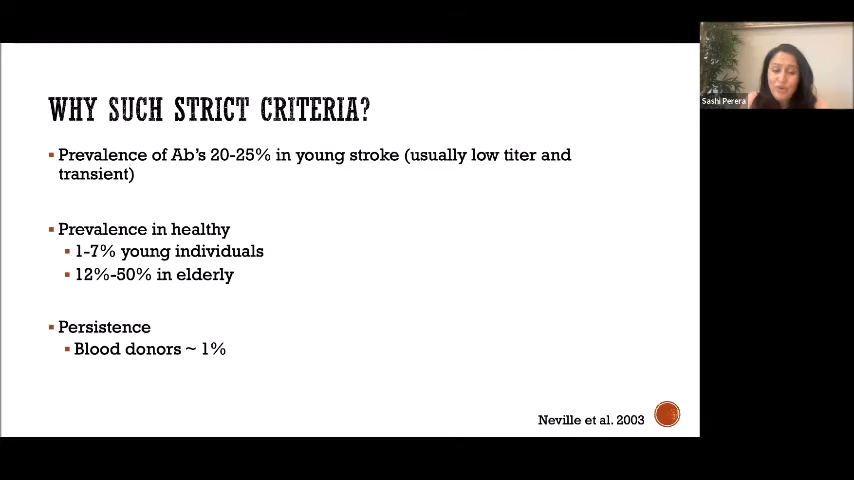 WHY SUCH STRICT CRITERIA?
▪ Prevalence of Ab's 20-25% in young stroke (usually low titer and
transient)
▪ Prevalence in healthy
▪ 1-7% young individuals
▪ 12%-50% in elderly
▪ Persistence
▪ Blood donors ~ 1%
Neville et al. 2003
Sashi Perera